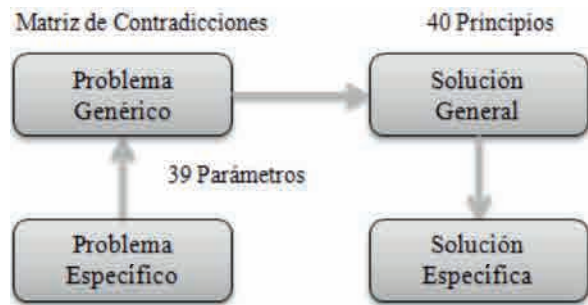 Matriz de Contradicciones
40 Principios
Problema
Genérico
Solución
General
39 Parámetros
Problema
Específico
Solución
Específica